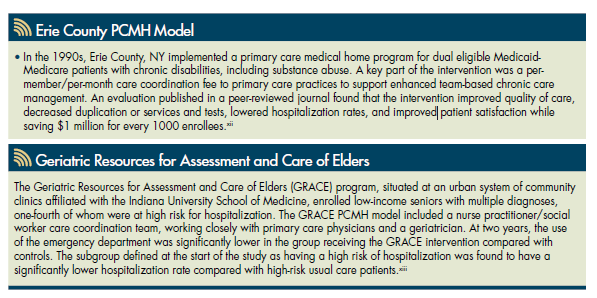 Erie County PCMH Model
• In the 1990s, Erie County, NY implemented a primary care medical home program for dual eligible Medicaid-
Medicare patients with chronic disabilities, including substance abuse. A key part of the intervention was a per-
member/per-month care coordination fee to primary care practices to support enhanced team-based chronic care
management. An evaluation published in a peer-reviewed journal found that the intervention improved quality of care,
decreased duplication or services and tests, lowered hospitalization rates, and improved patient satisfaction while
saving $1 million for every 1000 enrollees.xii
Geriatric Resources for Assessment and Care of Elders
The Geriatric Resources for Assessment and Care of Elders (GRACE) program, situated at an urban system of community
clinics affiliated with the Indiana University School of Medicine, enrolled low-income seniors with multiple diagnoses,
one-fourth of whom were at high risk for hospitalization. The GRACE PCMH model included a nurse practitioner/social
worker care coordination team, working closely with primary care physicians and a geriatrician. At two years, the use
of the emergency department was significantly lower in the group receiving the GRACE intervention compared with
controls. The subgroup defined at the start of the study as having a high risk of hospitalization was found to have a
significantly lower hospitalization rate compared with high-risk usual care patients.xiii